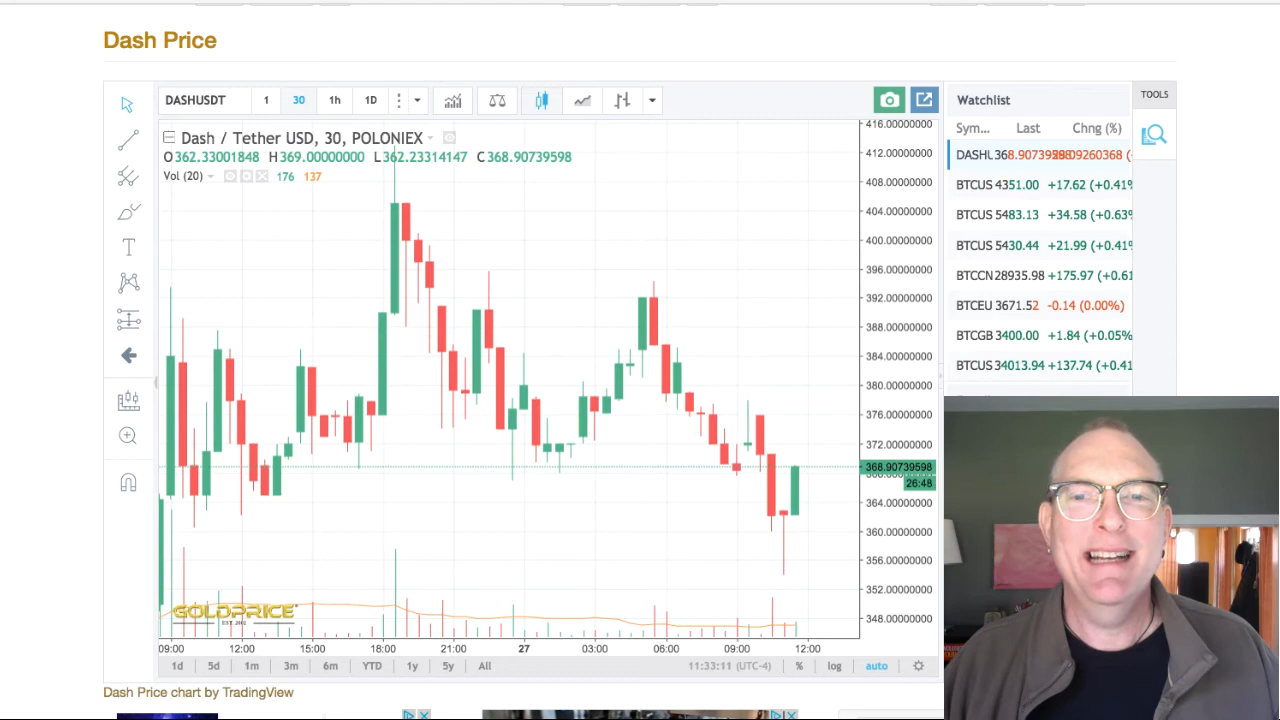 Dash Price
DASHUSDT 1 30 1h 1D
Watchlist
TOOLS
Sym... Last Chng (%)
Dash / Tether USD, 30, POLONIEX
O362.33001848 H369.00000000 L362.23314147 C368.90739598
Vol (20) 176 137
416.00000000
412.00000000
408.00000000
404.00000000
400.00000000
396.00000000
392.00000000
388.00000000
384.00000000
380.00000000
376.00000000
372.00000000
368.90739598
26:48
364.00000000
360.00000000
356.00000000
352.00000000
348.00000000
BTCUS 4351.00 +17.62 (+0.41%
BTCUS 5483.13 +34.58 (+0.63%
BTCUS 5430.44 +21.99 (+0.41%
BTCCN 28935.98 +175.97 (+0.61
BTCEU 3671.52 -0.14 (0.00%)
BTCGB 3400.00 +1.84 (+0.05%
BTCUS 34013.94 +137.74 (+0.41
GOLDPRICE
EST. 2002
09:00 12:00 15:00 18:00 21:00 27 03:00 06:00 09:00 12:00
1d 5d 1m 3m 6m YTD 1y 5y All 11:33:11 (UTC-4) % log auto
Dash Price chart by TradingView